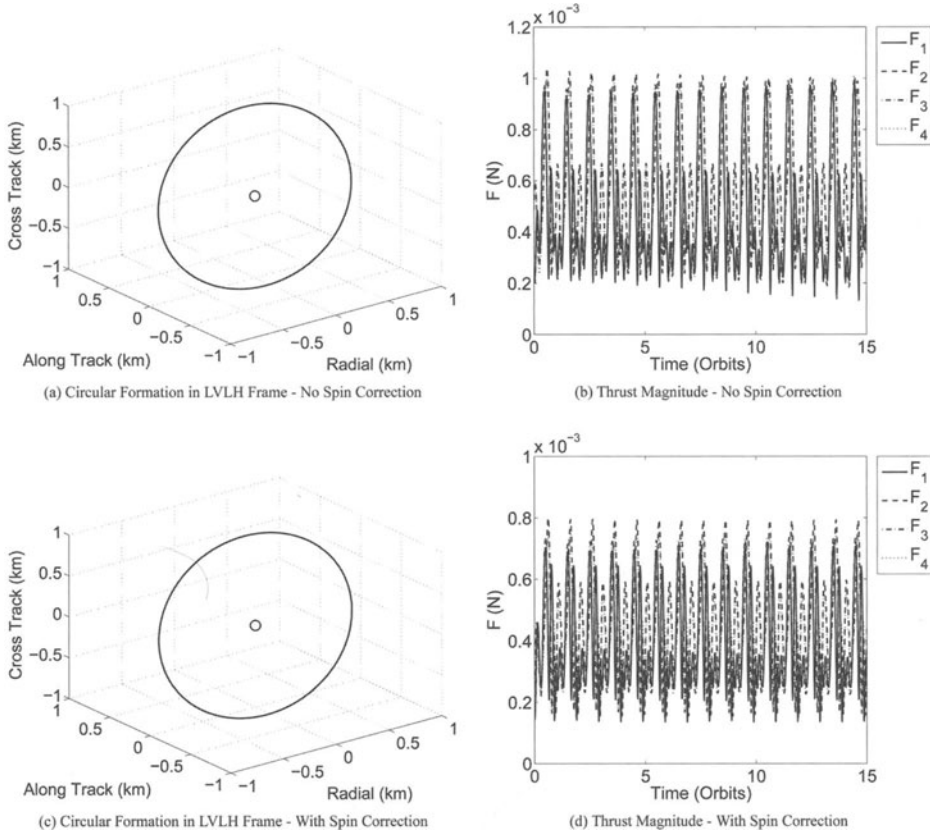 Cross Track (km)
1
0.5
0
−0.5
−1
1
0.5
0
−0.5
−1
−1
−0.5
0
0.5
1
Along Track (km)
Radial (km)
(a) Circular Formation in LVLH Frame - No Spin Correction
x 10⁻³
F (N)
1.2
1
0.8
0.6
0.4
0.2
0
0
5
10
15
Time (Orbits)
F₁
F₂
F₃
F₄
(b) Thrust Magnitude - No Spin Correction
Cross Track (km)
1
0.5
0
−0.5
−1
1
0.5
0
−0.5
−1
−1
−0.5
0
0.5
1
Along Track (km)
Radial (km)
(c) Circular Formation in LVLH Frame - With Spin Correction
x 10⁻³
F (N)
1
0.8
0.6
0.4
0.2
0
0
5
10
15
Time (Orbits)
F₁
F₂
F₃
F₄
(d) Thrust Magnitude - With Spin Correction